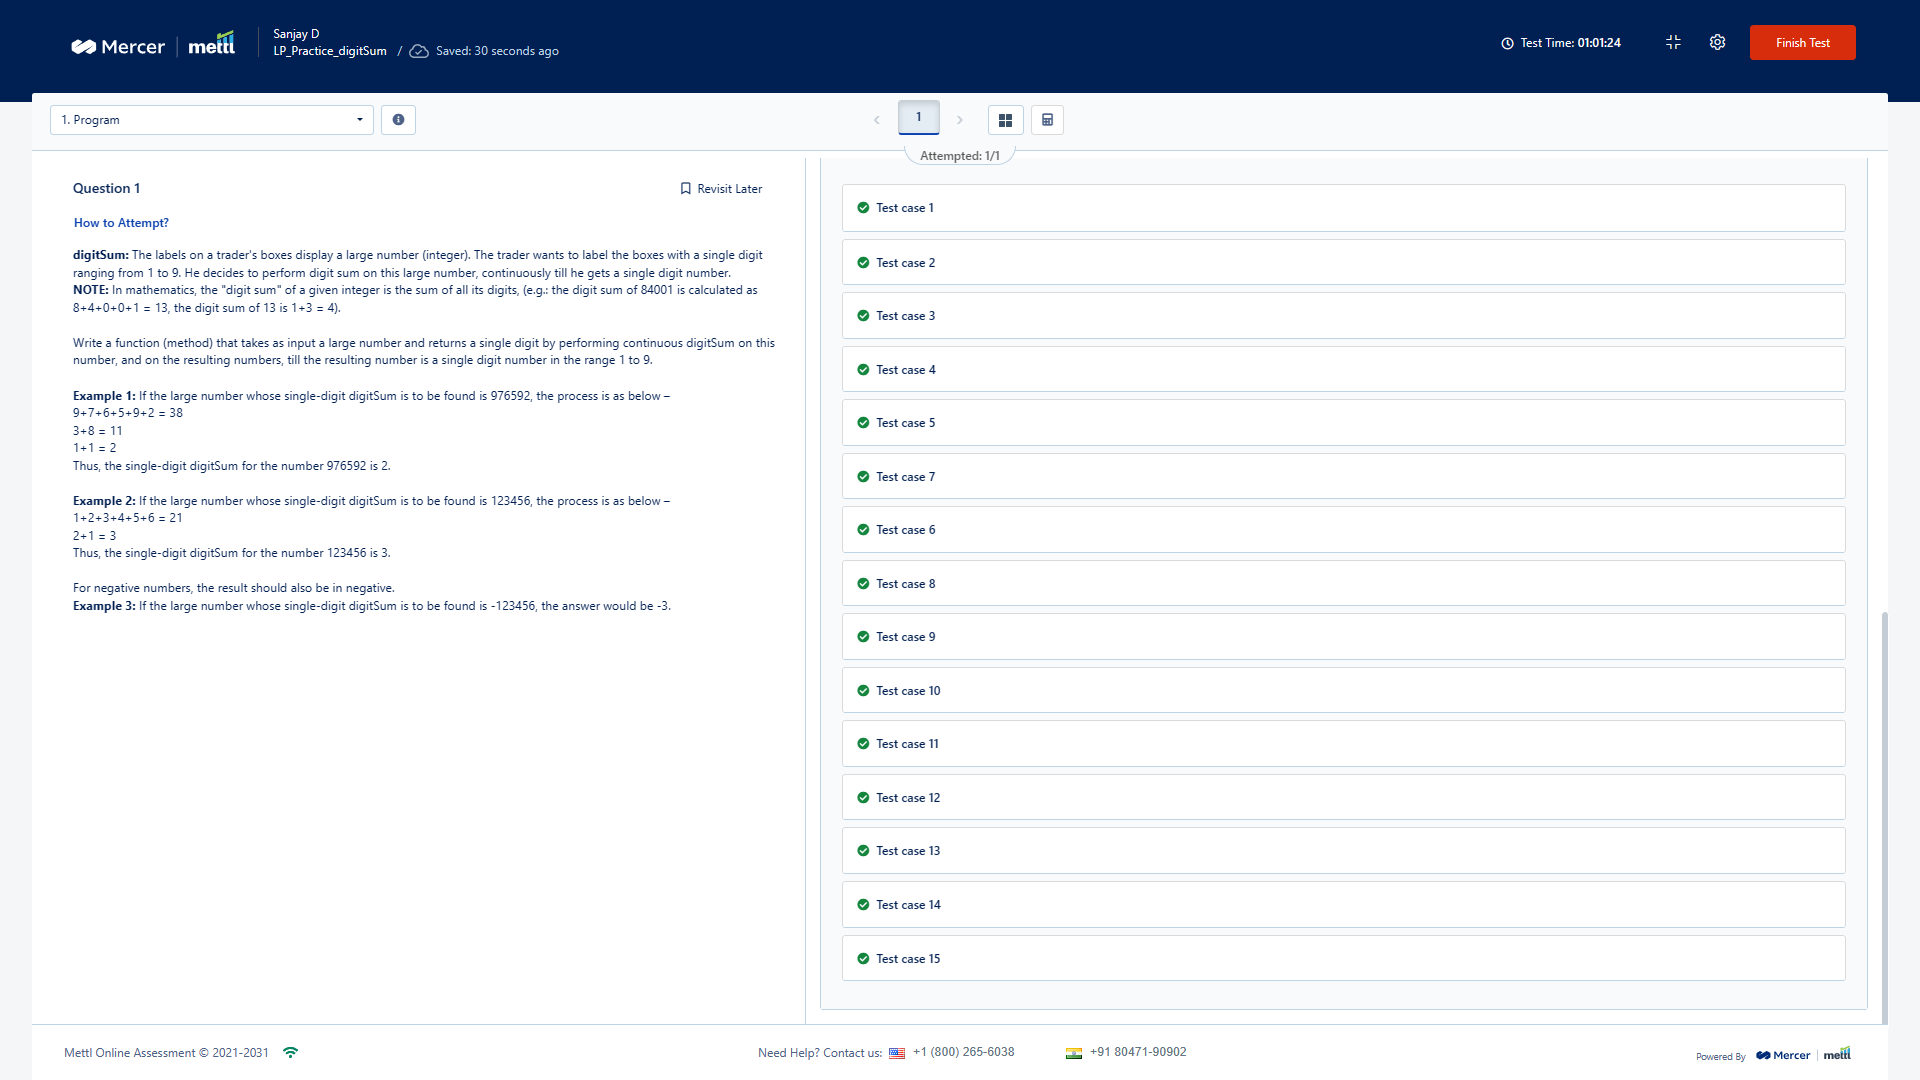 Mercer | mettl
Sanjay D
LP_Practice_digitSum / Saved: 30 seconds ago
Test Time: 01:01:24
Finish Test
1. Program
1
Attempted: 1/1
Question 1
Revisit Later
How to Attempt?
digitSum: The labels on a trader's boxes display a large number (integer). The trader wants to label the boxes with a single digit
ranging from 1 to 9. He decides to perform digit sum on this large number, continuously till he gets a single digit number.
NOTE: In mathematics, the "digit sum" of a given integer is the sum of all its digits, (e.g.: the digit sum of 84001 is calculated as
8+4+0+0+1 = 13, the digit sum of 13 is 1+3 = 4).
Write a function (method) that takes as input a large number and returns a single digit by performing continuous digitSum on this
number, and on the resulting numbers, till the resulting number is a single digit number in the range 1 to 9.
Example 1: If the large number whose single-digit digitSum is to be found is 976592, the process is as below –
9+7+6+5+9+2 = 38
3+8 = 11
1+1 = 2
Thus, the single-digit digitSum for the number 976592 is 2.
Example 2: If the large number whose single-digit digitSum is to be found is 123456, the process is as below –
1+2+3+4+5+6 = 21
2+1 = 3
Thus, the single-digit digitSum for the number 123456 is 3.
For negative numbers, the result should also be in negative.
Example 3: If the large number whose single-digit digitSum is to be found is -123456, the answer would be -3.
Test case 1
Test case 2
Test case 3
Test case 4
Test case 5
Test case 7
Test case 6
Test case 8
Test case 9
Test case 10
Test case 11
Test case 12
Test case 13
Test case 14
Test case 15
Mettl Online Assessment © 2021-2031
Need Help? Contact us: +1 (800) 265-6038
+91 80471-90902
Powered By Mercer | mettl